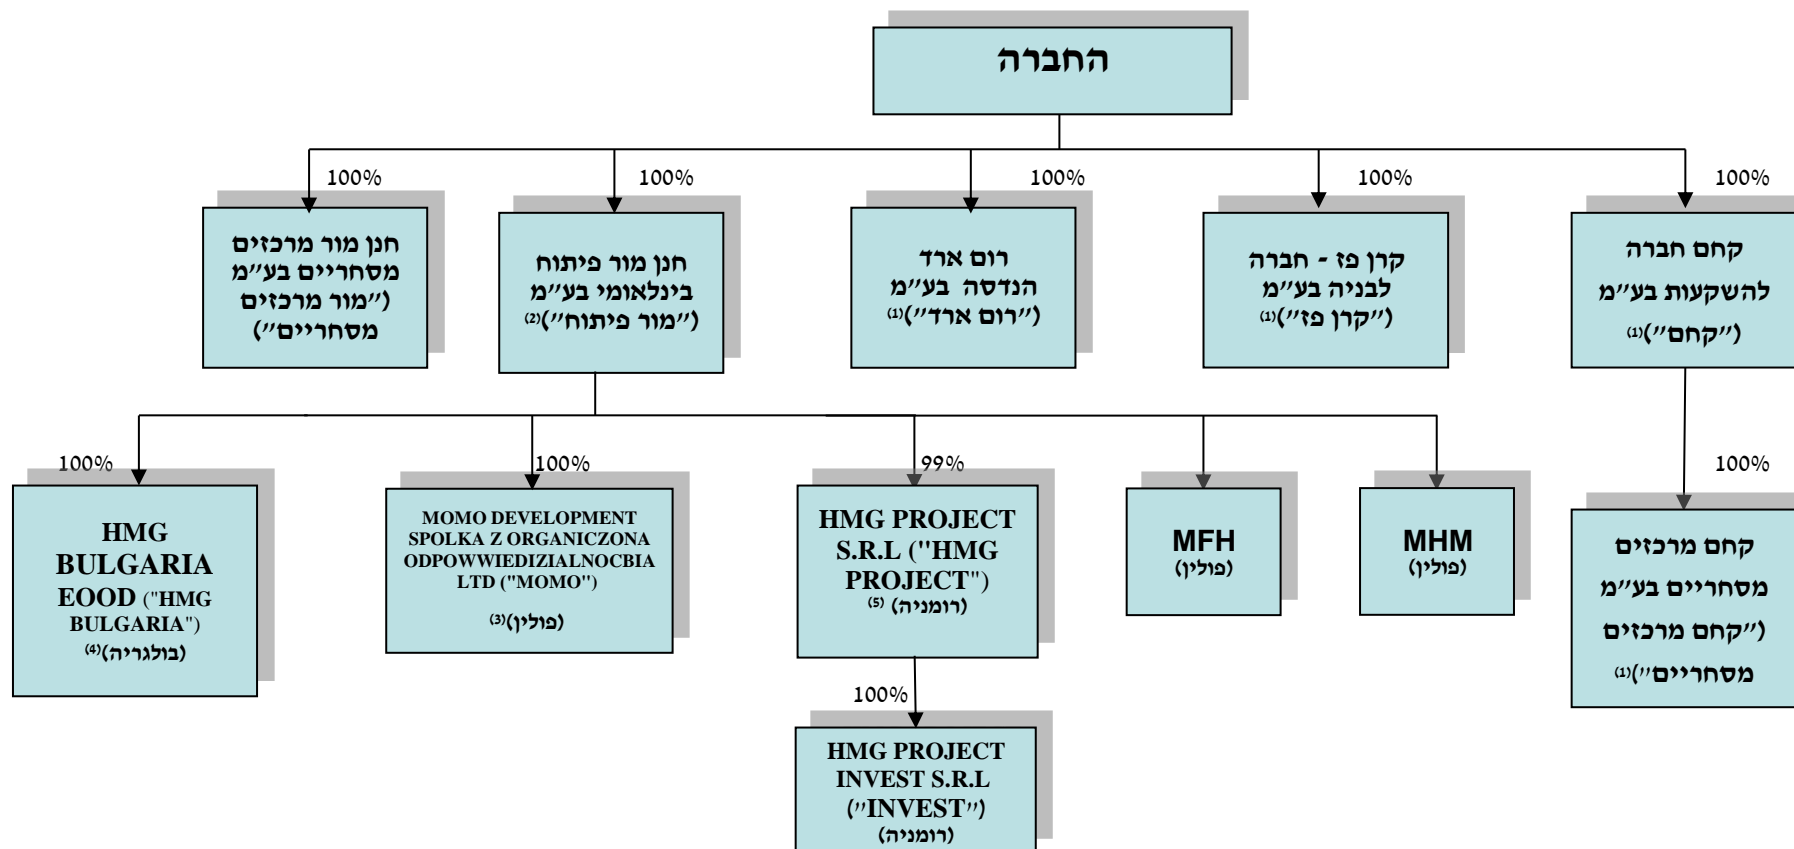 החברה
100%
100%
100%
100%
100%
קחם חברה
להשקעות בע"מ
("קחם")(1)
קרן פז - חברה
לבניה בע"מ
("קרן פז")(1)
רום ארד
הנדסה בע"מ
("רום ארד")(1)
חנן מור פיתוח
בינלאומי בע"מ
("מור פיתוח")(2)
חנן מור מרכזים
מסחריים בע"מ
("מור מרכזים
מסחריים")
100%
100%
99%
100%
קחם מרכזים
מסחריים בע"מ
("קחם מרכזים
מסחריים")(1)
MHM
(פולין)
MFH
(פולין)
HMG PROJECT
S.R.L ("HMG
PROJECT")
(רומניה) (5)
MOMO DEVELOPMENT
SPOLKA Z ORGANICZONA
ODPOWWIEDIZIALNOCBIA
LTD ("MOMO")
(פולין)(3)
HMG
BULGARIA
EOOD ("HMG
BULGARIA")
(בולגריה)(4)
100%
HMG PROJECT
INVEST S.R.L
("INVEST")
(רומניה)